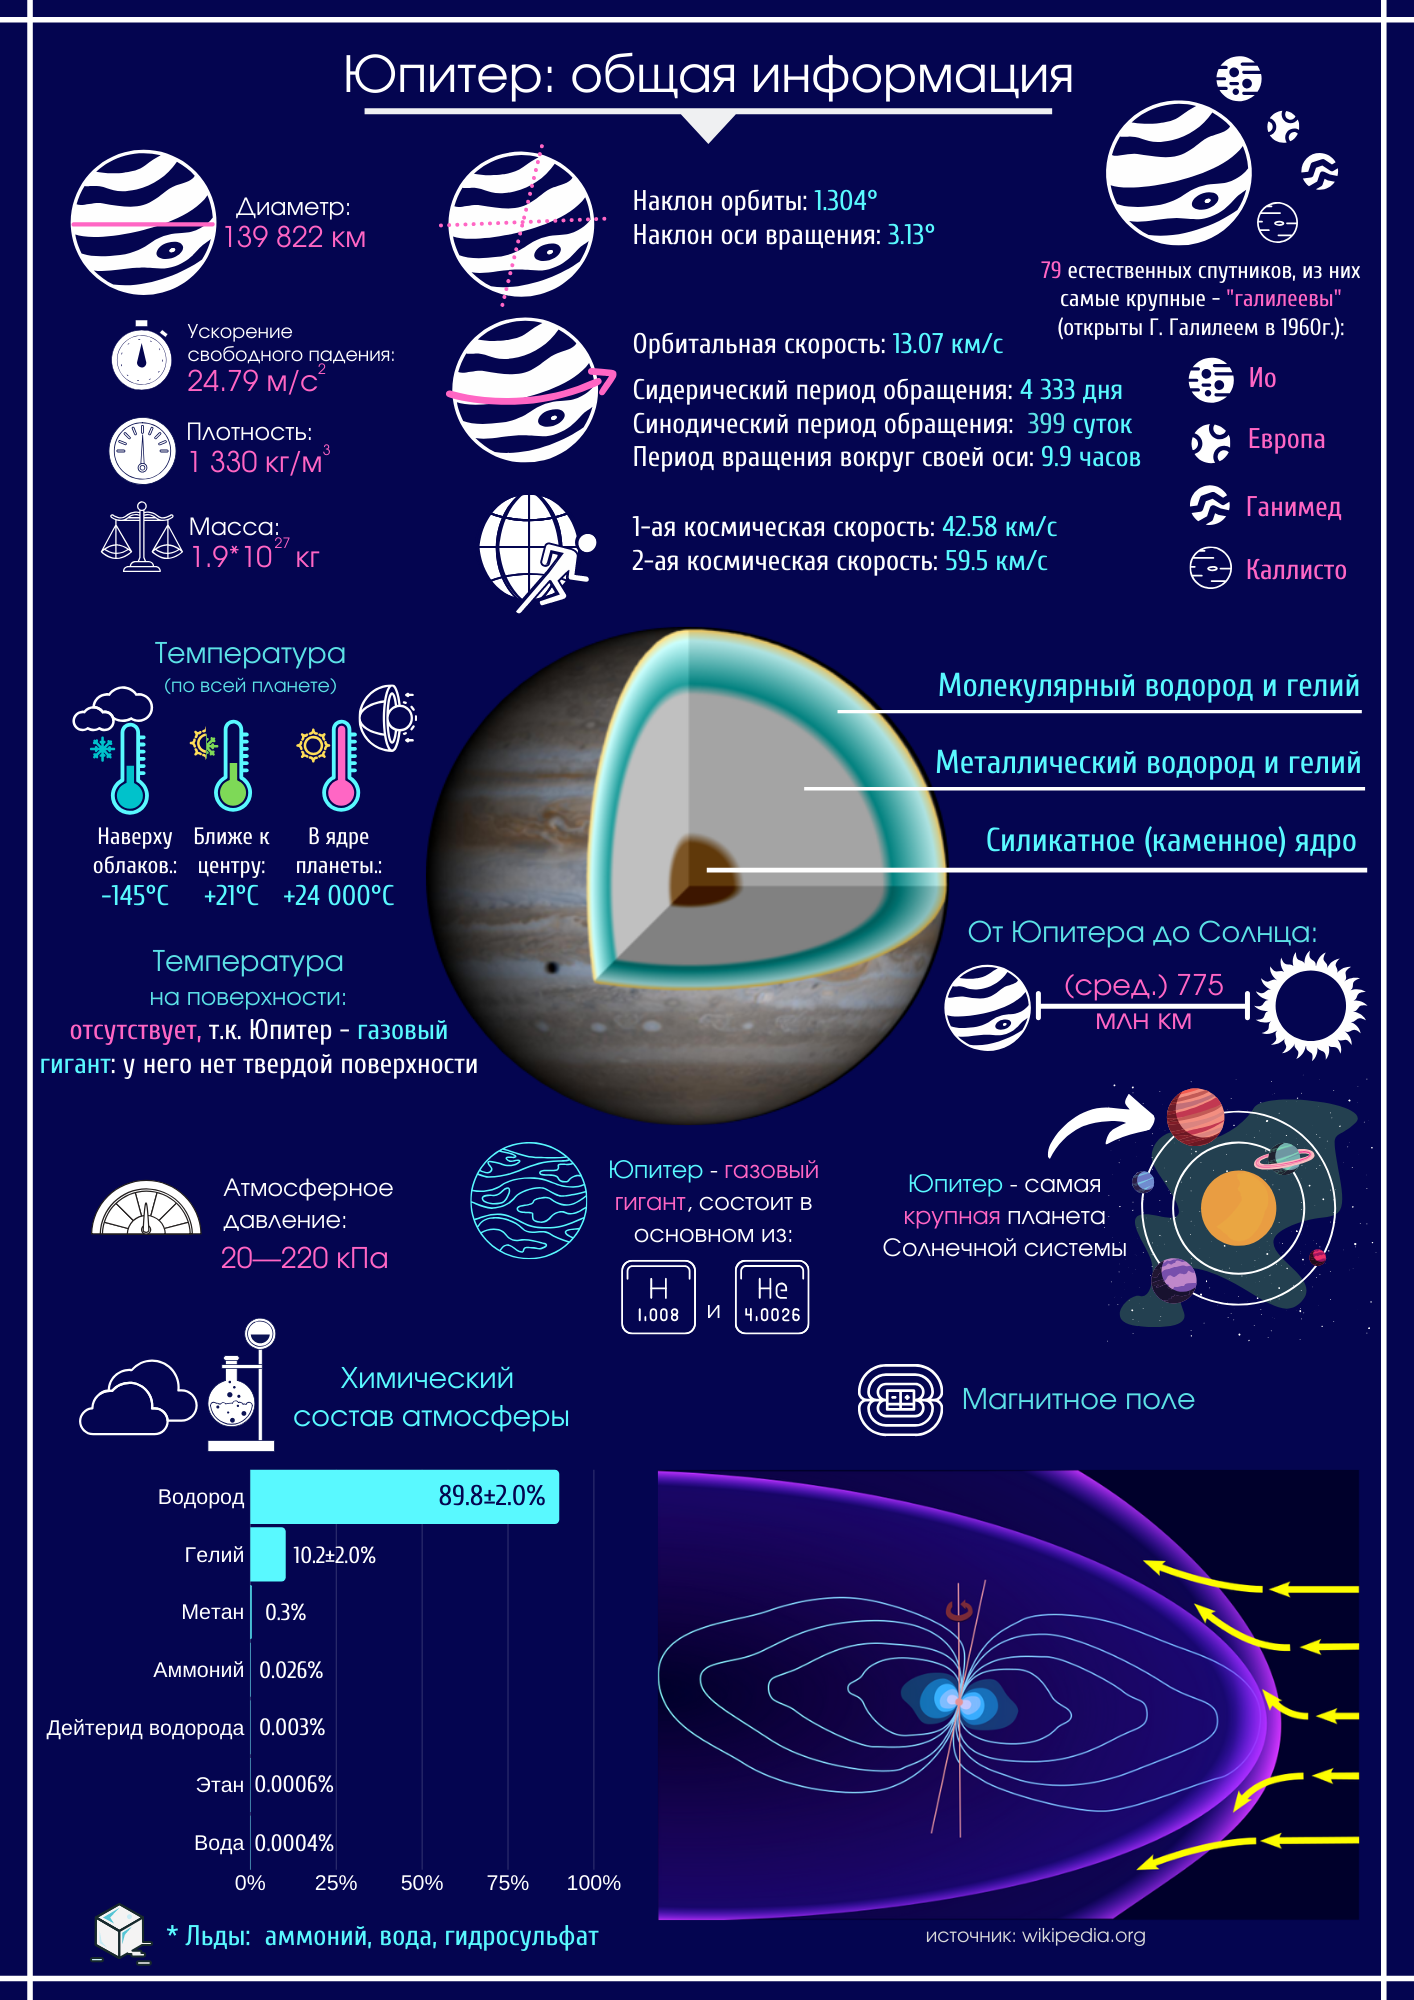 Юпитер: общая информация
Диаметр:
139 822 км
Наклон орбиты: 1.304°
Наклон оси вращения: 3.13°
79 естественных спутников, из них
самые крупные - "галилеевы"
(открыты Г. Галилеем в 1960г.):
Ио
Европа
Ганимед
Каллисто
Ускорение
свободного падения:
24.79 м/с²
Плотность:
1 330 кг/м³
Масса:
1.9*10²⁷ кг
Орбитальная скорость: 13.07 км/с
Сидерический период обращения: 4 333 дня
Синодический период обращения: 399 суток
Период вращения вокруг своей оси: 9.9 часов
1-ая космическая скорость: 42.58 км/с
2-ая космическая скорость: 59.5 км/с
Температура
(по всей планете)
Наверху
облаков.:
-145°С
Ближе к
центру:
+21°С
В ядре
планеты.:
+24 000°С
Молекулярный водород и гелий
Металлический водород и гелий
Силикатное (каменное) ядро
Температура
на поверхности:
отсутствует, т.к. Юпитер - газовый
гигант: у него нет твердой поверхности
От Юпитера до Солнца:
(сред.) 775
млн км
Атмосферное
давление:
20—220 кПа
Юпитер - газовый
гигант, состоит в
основном из:
H
1.008
и
He
4.0026
Юпитер - самая
крупная планета
Солнечной системы
Химический
состав атмосферы
Водород 89.8±2.0%
Гелий 10.2±2.0%
Метан 0.3%
Аммоний 0.026%
Дейтерид водорода 0.003%
Этан 0.0006%
Вода 0.0004%
0% 25% 50% 75% 100%
* Льды: аммоний, вода, гидросульфат
Магнитное поле
источник: wikipedia.org